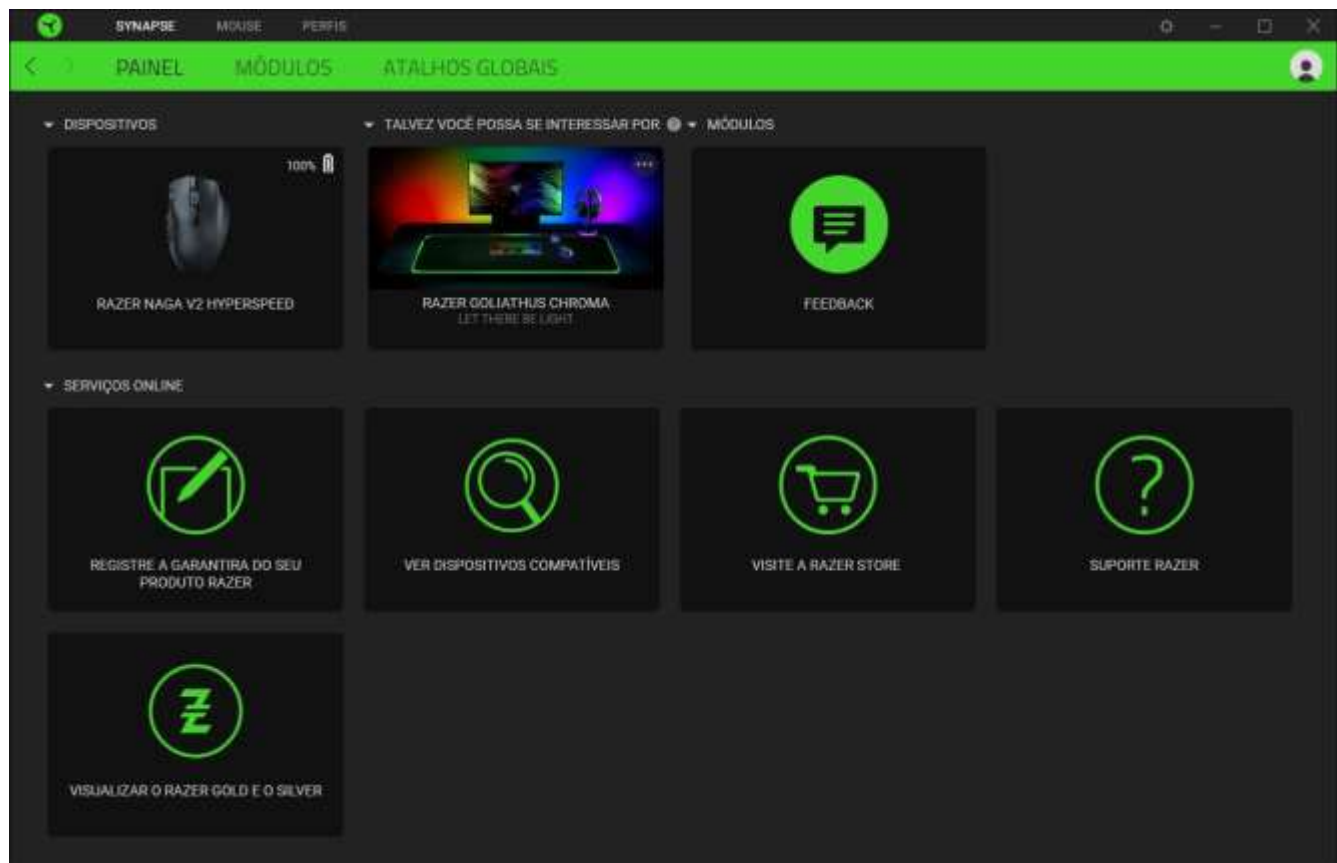 SYNAPSE MOUSE PERFIS
PAINEL MÓDULOS ATALHOS GLOBAIS
DISPOSITIVOS
TALVEZ VOCÊ POSSA SE INTERESSAR POR
MÓDULOS
100%
RAZER NAGA V2 HYPERSPEED
RAZER GOLIATHUS CHROMA
LET THERE BE LIGHT
FEEDBACK
SERVIÇOS ONLINE
REGISTRE A GARANTIRA DO SEU
PRODUTO RAZER
VER DISPOSITIVOS COMPATÍVEIS
VISITE A RAZER STORE
SUPORTE RAZER
VISUALIZAR O RAZER GOLD E O SILVER